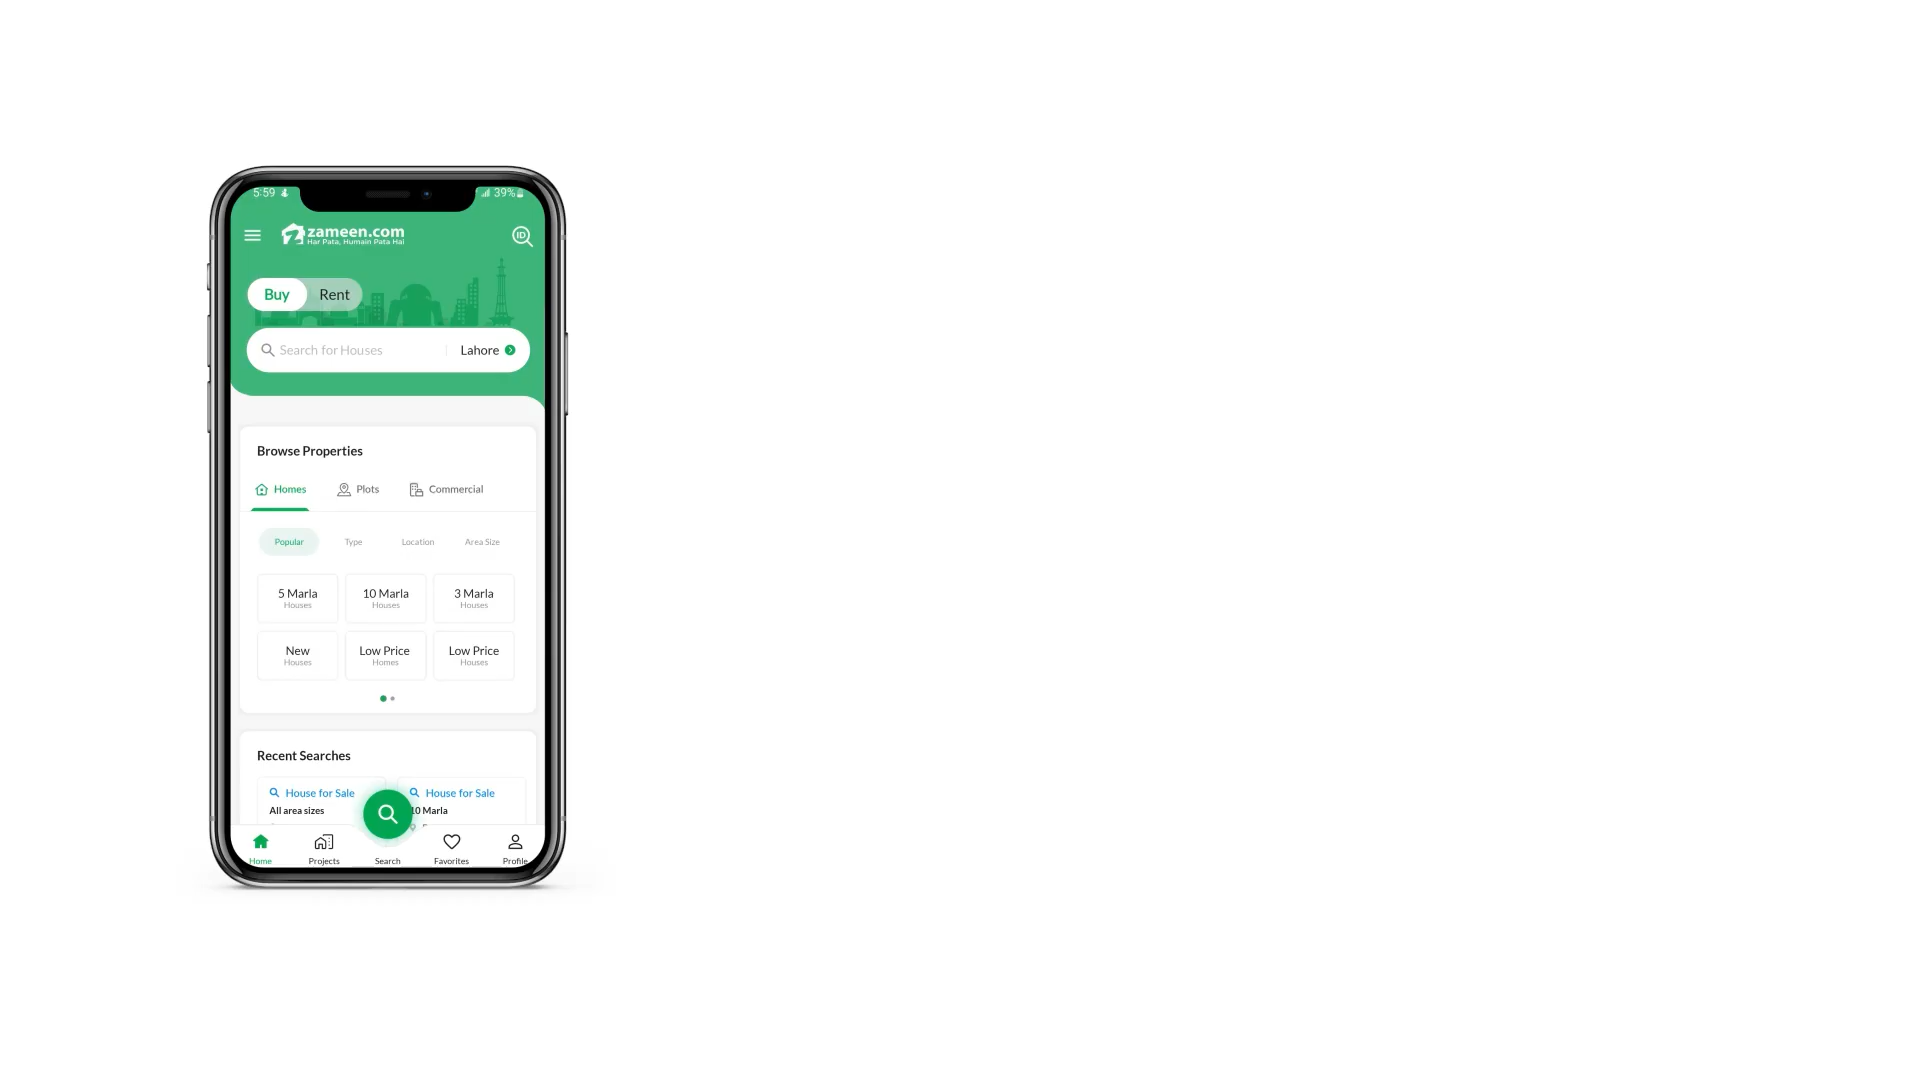 5:59
39%
zameen.com
Har Pata, Humain Pata Hai
ID
Buy Rent
Search for Houses Lahore
Browse Properties
Homes Plots Commercial
Popular Type Location Area Size
5 Marla 10 Marla 3 Marla
Houses Houses Houses
New Low Price Low Price
Houses Homes Houses
Recent Searches
House for Sale House for Sale
All area sizes 10 Marla
Home Projects Search Favorites Profile